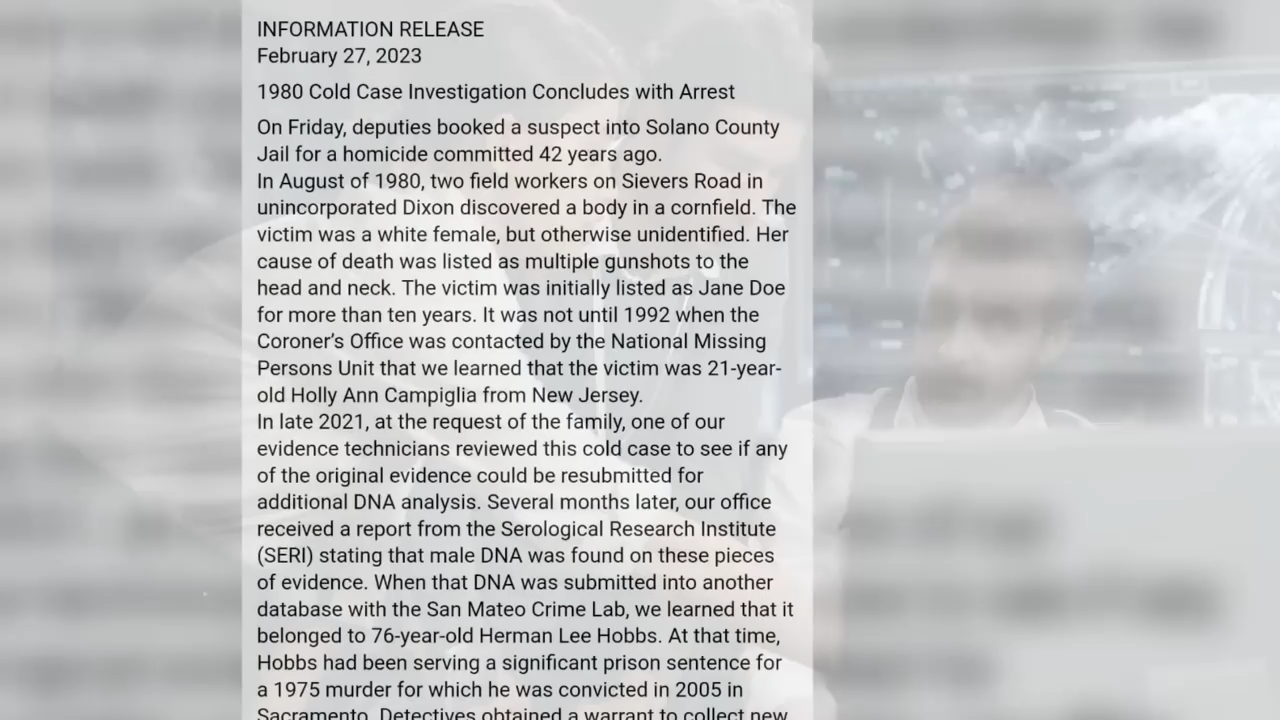 INFORMATION RELEASE
February 27, 2023
1980 Cold Case Investigation Concludes with Arrest
On Friday, deputies booked a suspect into Solano County
Jail for a homicide committed 42 years ago.
In August of 1980, two field workers on Sievers Road in
unincorporated Dixon discovered a body in a cornfield. The
victim was a white female, but otherwise unidentified. Her
cause of death was listed as multiple gunshots to the
head and neck. The victim was initially listed as Jane Doe
for more than ten years. It was not until 1992 when the
Coroner’s Office was contacted by the National Missing
Persons Unit that we learned that the victim was 21-year-
old Holly Ann Campiglia from New Jersey.
In late 2021, at the request of the family, one of our
evidence technicians reviewed this cold case to see if any
of the original evidence could be resubmitted for
additional DNA analysis. Several months later, our office
received a report from the Serological Research Institute
(SERI) stating that male DNA was found on these pieces
of evidence. When that DNA was submitted into another
database with the San Mateo Crime Lab, we learned that it
belonged to 76-year-old Herman Lee Hobbs. At that time,
Hobbs had been serving a significant prison sentence for
a 1975 murder for which he was convicted in 2005 in
Sacramento. Detectives obtained a warrant to collect new